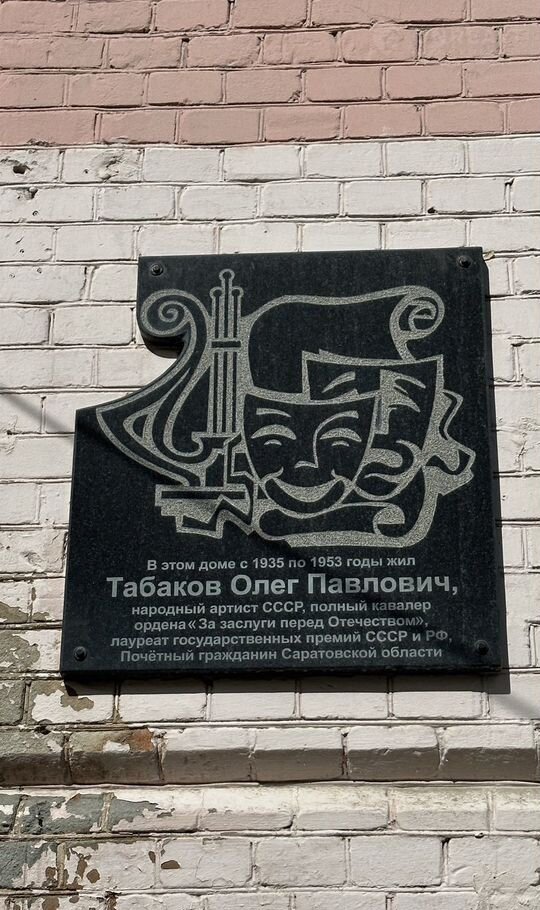 В этом доме с 1935 по 1953 годы жил
Табаков Олег Павлович,
народный артист СССР, полный кавалер
ордена «За заслуги перед Отечеством»,
лауреат государственных премий СССР и РФ,
Почётный гражданин Саратовской области